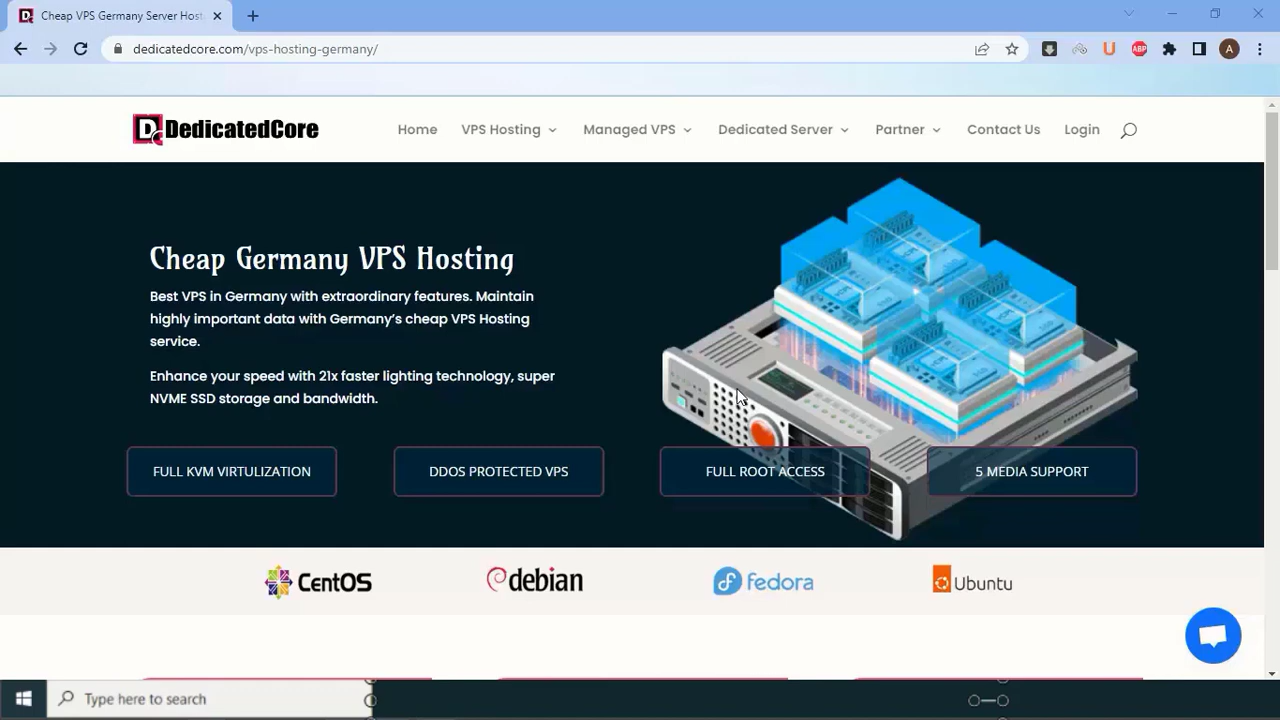 Cheap VPS Germany Server Host
dedicatedcore.com/vps-hosting-germany/
ABP
A
DedicatedCore
Home
VPS Hosting
Managed VPS
Dedicated Server
Partner
Contact Us
Login
Cheap Germany VPS Hosting
Best VPS in Germany with extraordinary features. Maintain
highly important data with Germany's cheap VPS Hosting
service.
Enhance your speed with 21x faster lighting technology, super
NVME SSD storage and bandwidth.
FULL KVM VIRTULIZATION
DDOS PROTECTED VPS
FULL ROOT ACCESS
5 MEDIA SUPPORT
CentOS
debian
fedora
Ubuntu
Type here to search